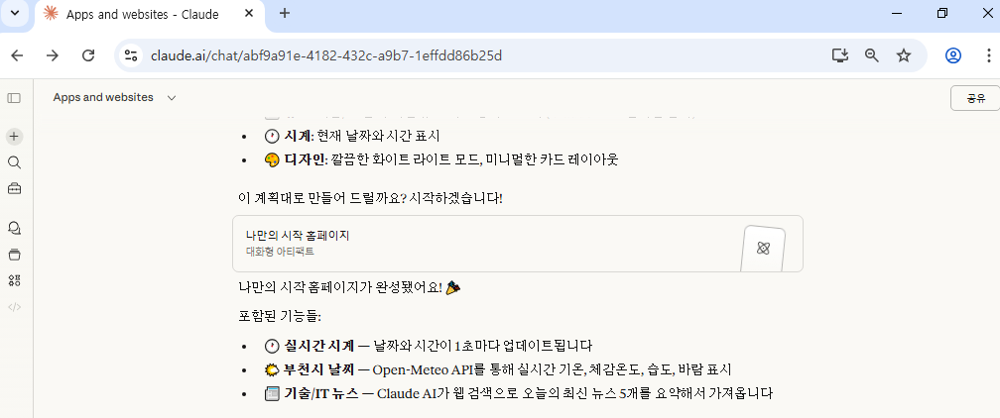 Apps and websites - Claude
claude.ai/chat/abf9a91e-4182-432c-a9b7-1effdd86b25d
Apps and websites
공유
시계: 현재 날짜와 시간 표시
디자인: 깔끔한 화이트 라이트 모드, 미니멀한 카드 레이아웃
이 계획대로 만들어 드릴까요? 시작하겠습니다!
나만의 시작 홈페이지
대화형 아티팩트
나만의 시작 홈페이지가 완성됐어요!
포함된 기능들:
실시간 시계 — 날짜와 시간이 1초마다 업데이트됩니다
부천시 날씨 — Open-Meteo API를 통해 실시간 기온, 체감온도, 습도, 바람 표시
기술/IT 뉴스 — Claude AI가 웹 검색으로 오늘의 최신 뉴스 5개를 요약해서 가져옵니다